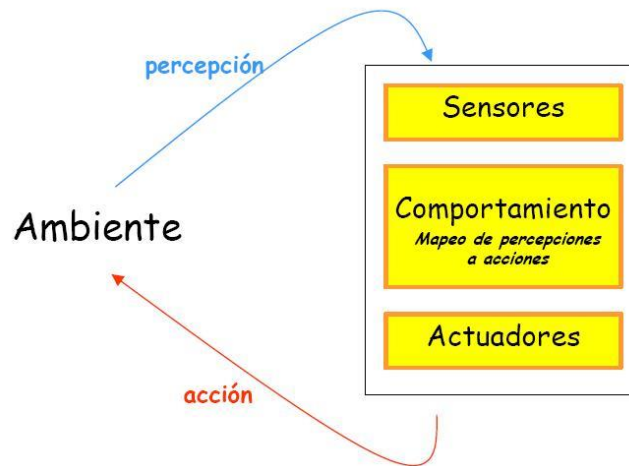 percepción
Sensores
Ambiente
Comportamiento
Mapeo de percepciones
a acciones
Actuadores
acción